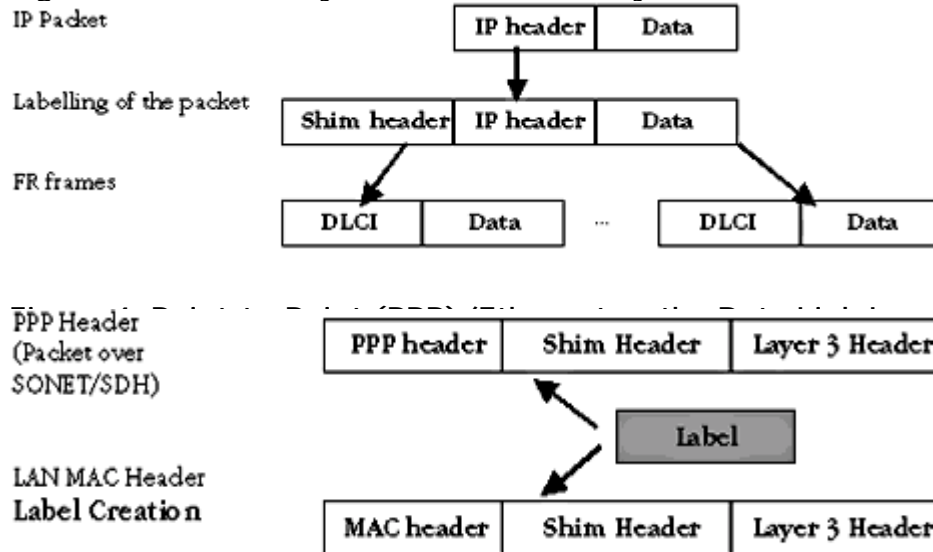 IP Packet
IP header Data
Labelling of the packet
Shim header IP header Data
FR frames
DLCI Data ... DLCI Data
PPP Header
(Packet over
SONET/SDH)
PPP header Shim Header Layer 3 Header
Label
LAN MAC Header
Label Creation
MAC header Shim Header Layer 3 Header